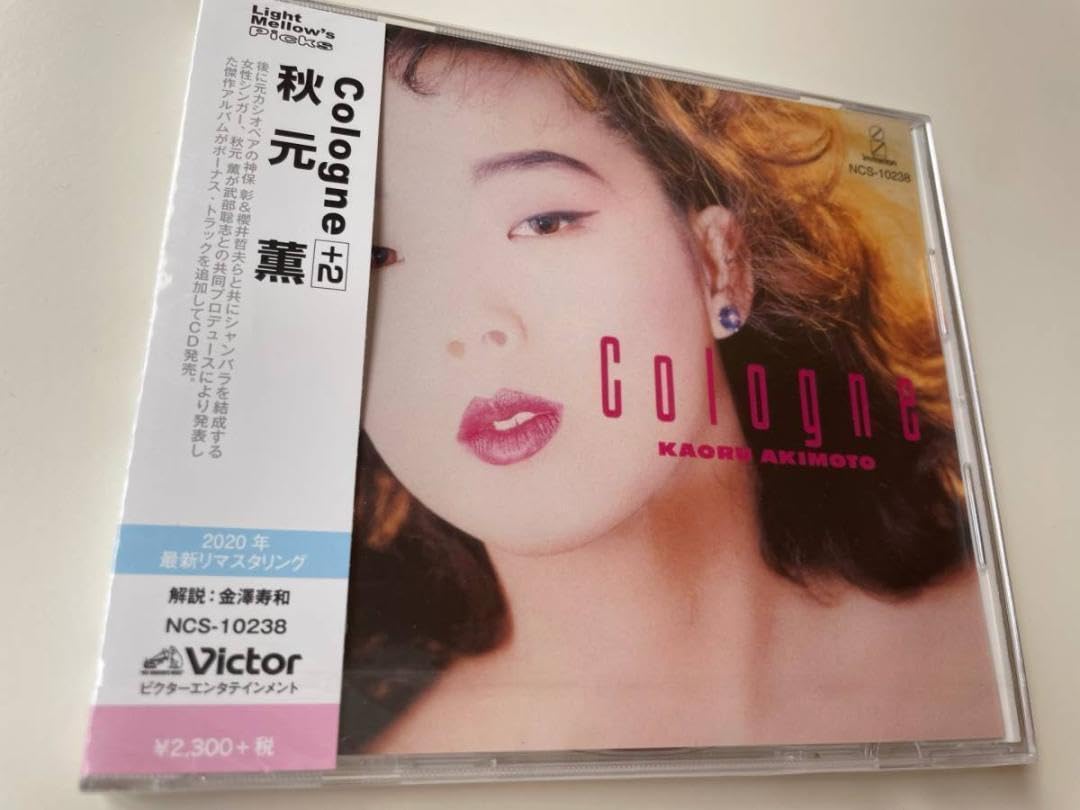 Light
Mellow's
Picks
Cologne +2
秋元 薫
後に元カシオペアの神保 彰&櫻井哲夫らと共にシャンバラを結成する
女性シンガー、秋元 薫が武部聡志との共同プロデュースにより発表し
た傑作アルバムがボーナス・トラックを追加してCD発売。
2020年
最新リマスタリング
解説:金澤寿和
NCS-10238
Victor
ビクターエンタテインメント
¥2,300+税
invitation
NCS-10238
Cologne
KAORU AKIMOTO